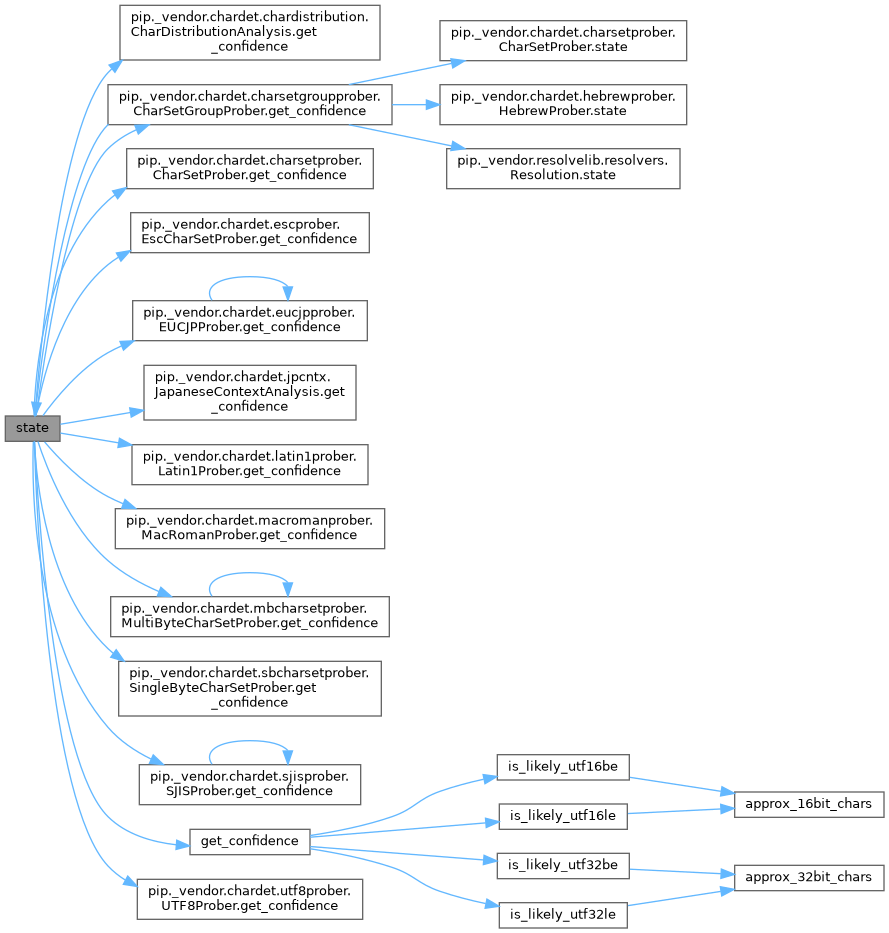 pip._vendor.chardet.chardistribution.
CharDistributionAnalysis.get
_confidence
pip._vendor.chardet.charsetprober.
CharSetProber.state
pip._vendor.chardet.charsetgroupprober.
CharSetGroupProber.get_confidence
pip._vendor.chardet.hebrewprober.
HebrewProber.state
pip._vendor.chardet.charsetprober.
CharSetProber.get_confidence
pip._vendor.resolvelib.resolvers.
Resolution.state
pip._vendor.chardet.escprober.
EscCharSetProber.get_confidence
pip._vendor.chardet.eucjpprober.
EUCJPProber.get_confidence
pip._vendor.chardet.jpcntx.
JapaneseContextAnalysis.get
_confidence
state
pip._vendor.chardet.latin1prober.
Latin1Prober.get_confidence
pip._vendor.chardet.macromanprober.
MacRomanProber.get_confidence
pip._vendor.chardet.mbcharsetprober.
MultiByteCharSetProber.get_confidence
pip._vendor.chardet.sbcharsetprober.
SingleByteCharSetProber.get
_confidence
pip._vendor.chardet.sjisprober.
SJISProber.get_confidence
is_likely_utf16be
approx_16bit_chars
is_likely_utf16le
get_confidence
is_likely_utf32be
approx_32bit_chars
is_likely_utf32le
pip._vendor.chardet.utf8prober.
UTF8Prober.get_confidence